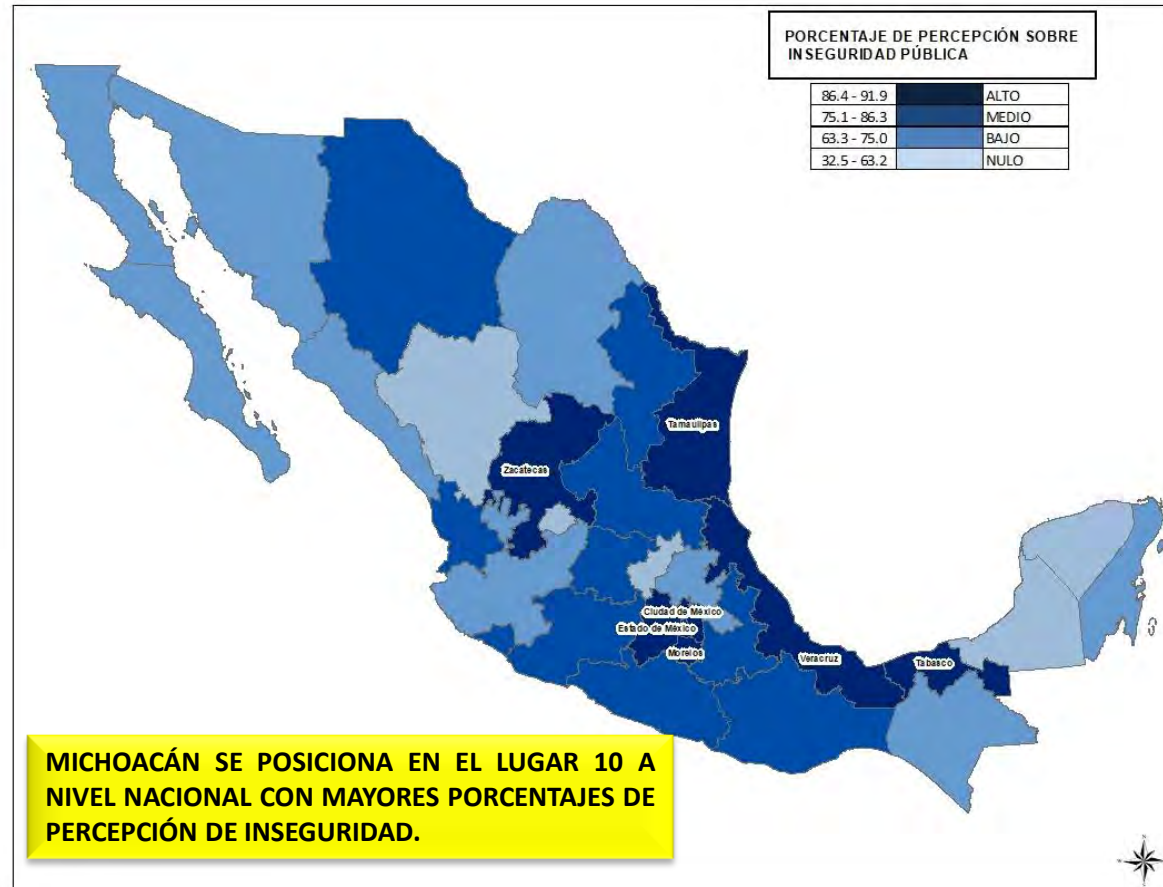 PORCENTAJE DE PERCEPCIÓN SOBRE
INSEGURIDAD PÚBLICA
86.4 - 91.9 ALTO
75.1 - 86.3 MEDIO
63.3 - 75.0 BAJO
32.5 - 63.2 NULO
Tamaulipas
Zacatecas
Ciudad de México
Estado de México
Morelos
Veracruz
Tabasco
MICHOACÁN SE POSICIONA EN EL LUGAR 10 A
NIVEL NACIONAL CON MAYORES PORCENTAJES DE
PERCEPCIÓN DE INSEGURIDAD.